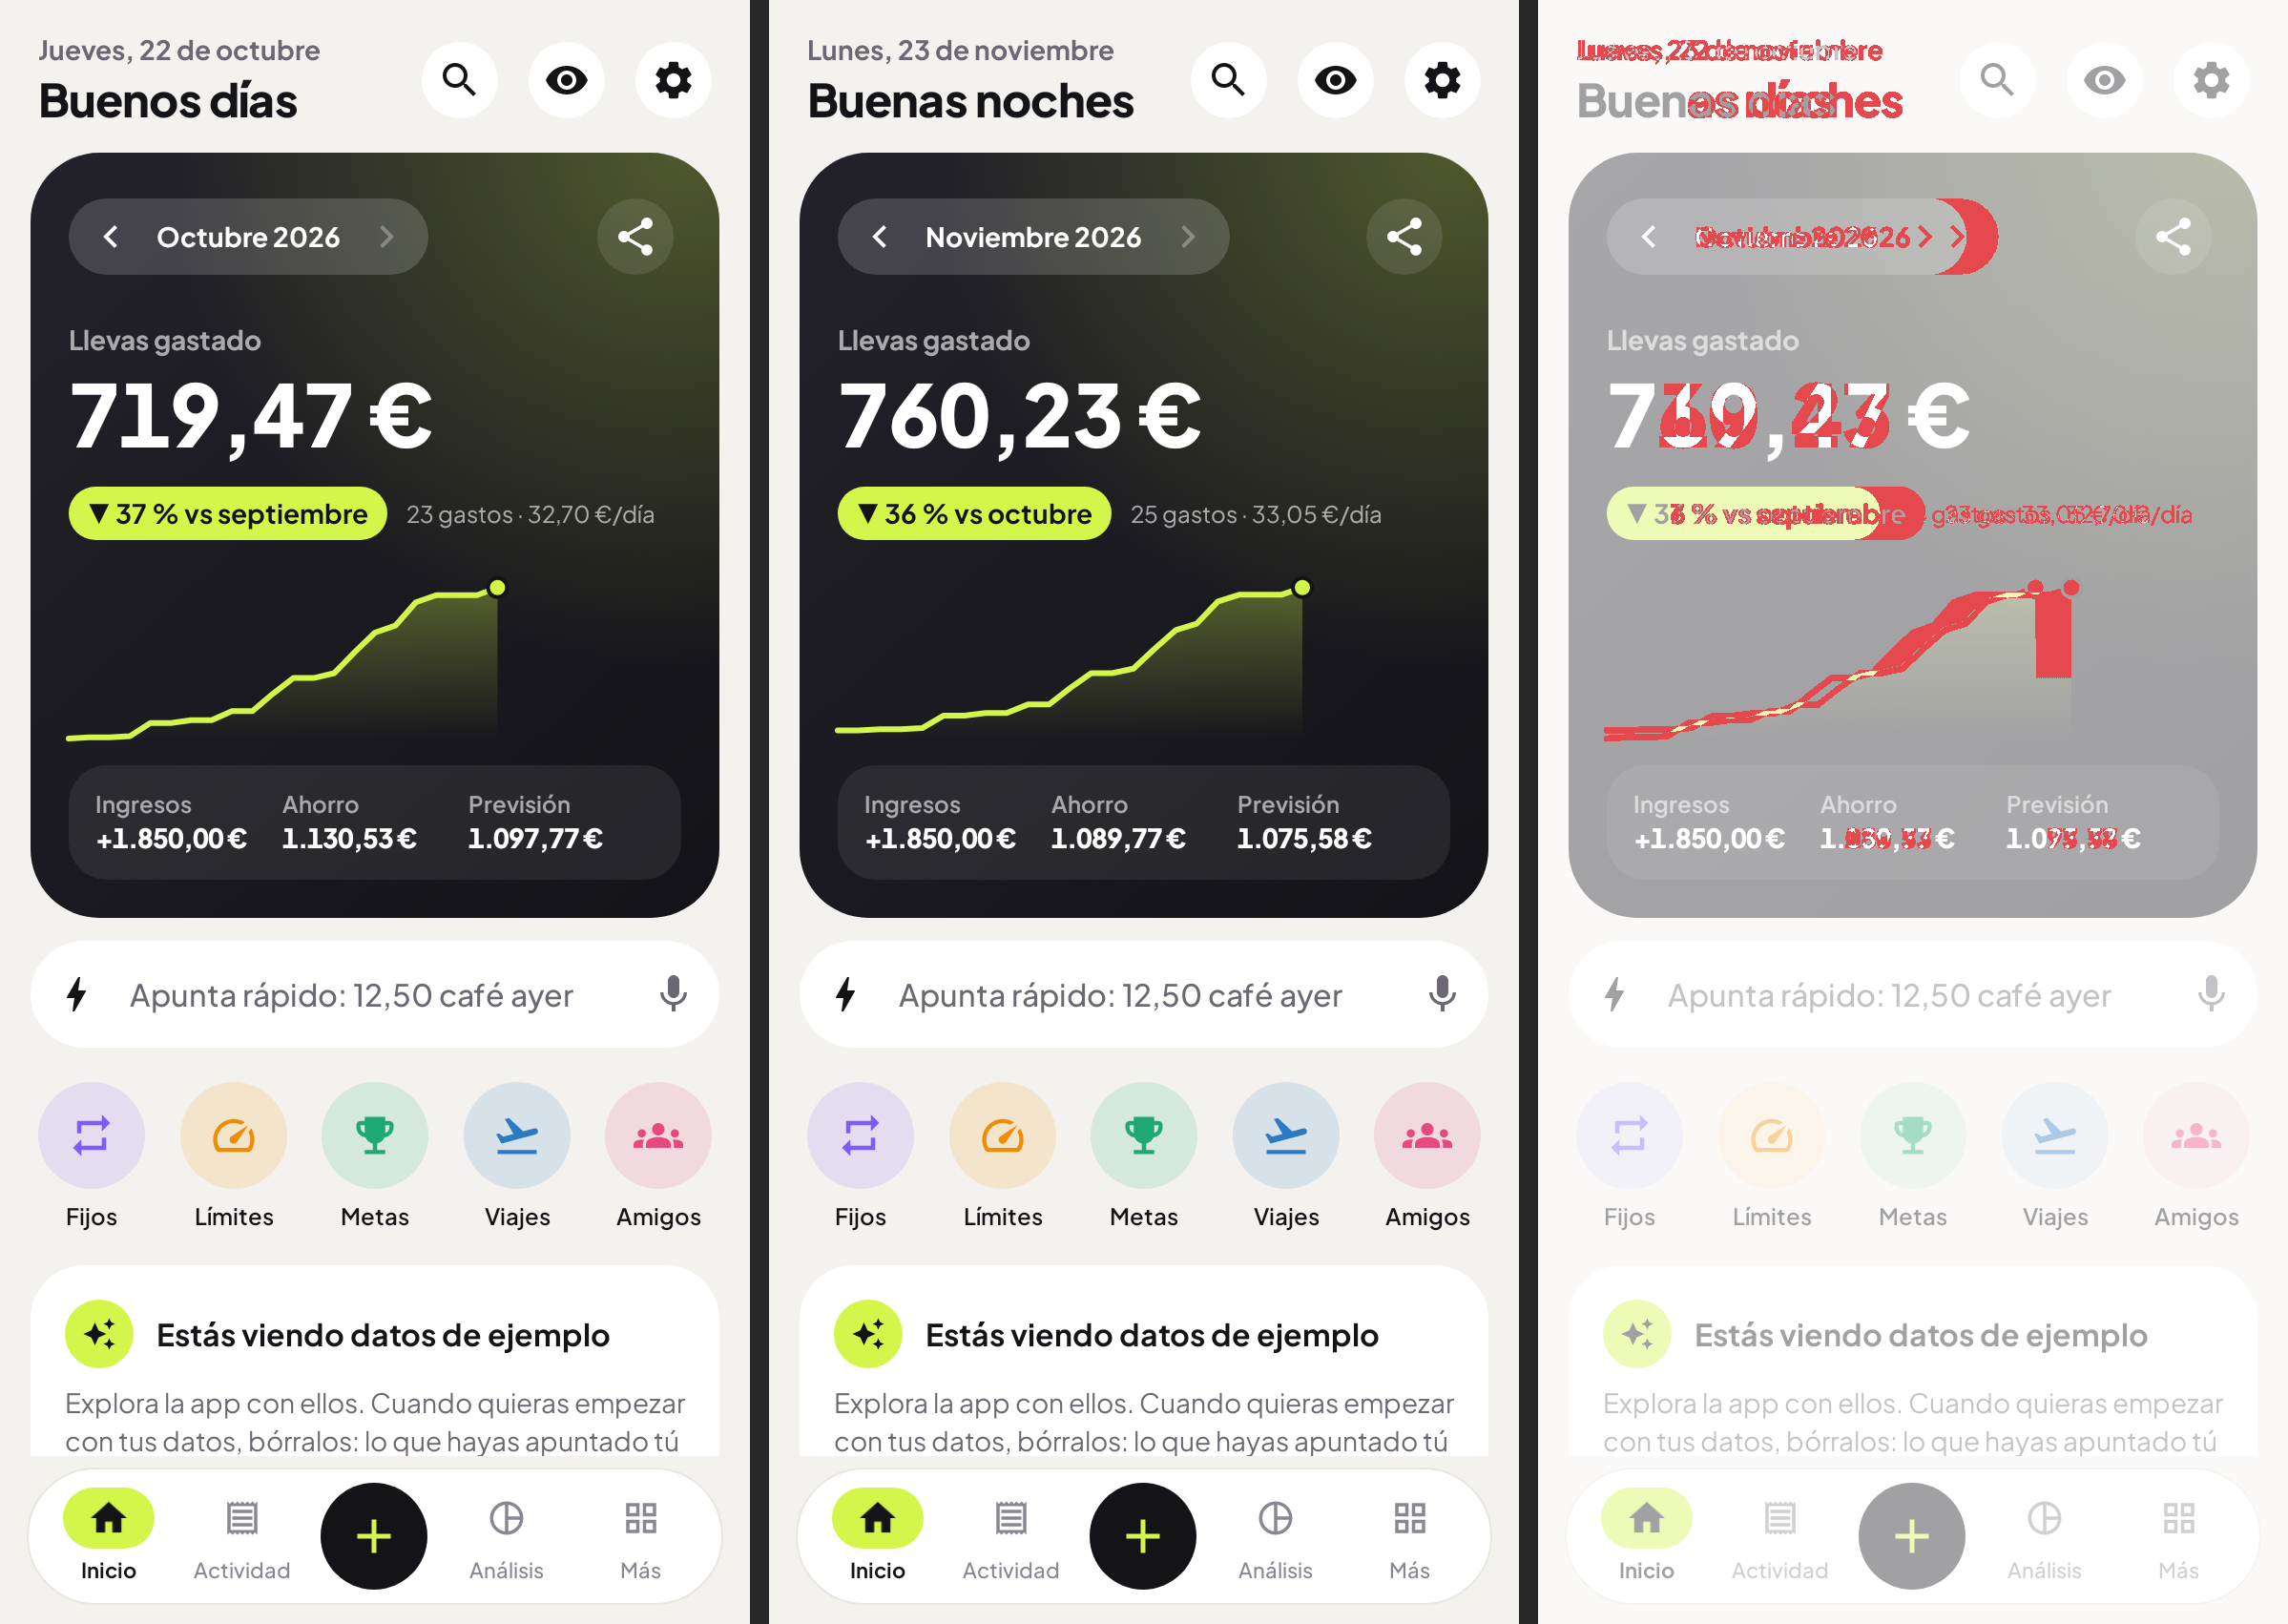 Jueves, 22 de octubre
Buenos días
Octubre 2026
Llevas gastado
719,47 €
▼ 37 % vs septiembre 23 gastos · 32,70 €/día
Ingresos Ahorro Previsión
+1.850,00 € 1.130,53 € 1.097,77 €
Apunta rápido: 12,50 café ayer
Fijos Límites Metas Viajes Amigos
Estás viendo datos de ejemplo
Explora la app con ellos. Cuando quieras empezar
con tus datos, bórralos: lo que hayas apuntado tú
Inicio Actividad Análisis Más
Lunes, 23 de noviembre
Buenas noches
Noviembre 2026
Llevas gastado
760,23 €
▼ 36 % vs octubre 25 gastos · 33,05 €/día
Ingresos Ahorro Previsión
+1.850,00 € 1.089,77 € 1.075,58 €
Apunta rápido: 12,50 café ayer
Fijos Límites Metas Viajes Amigos
Estás viendo datos de ejemplo
Explora la app con ellos. Cuando quieras empezar
con tus datos, bórralos: lo que hayas apuntado tú
Inicio Actividad Análisis Más
Llevas gastado
Ingresos Ahorro Previsión
+1.850,00 €
Apunta rápido: 12,50 café ayer
Fijos Límites Metas Viajes Amigos
Estás viendo datos de ejemplo
Explora la app con ellos. Cuando quieras empezar
con tus datos, bórralos: lo que hayas apuntado tú
Inicio Actividad Análisis Más